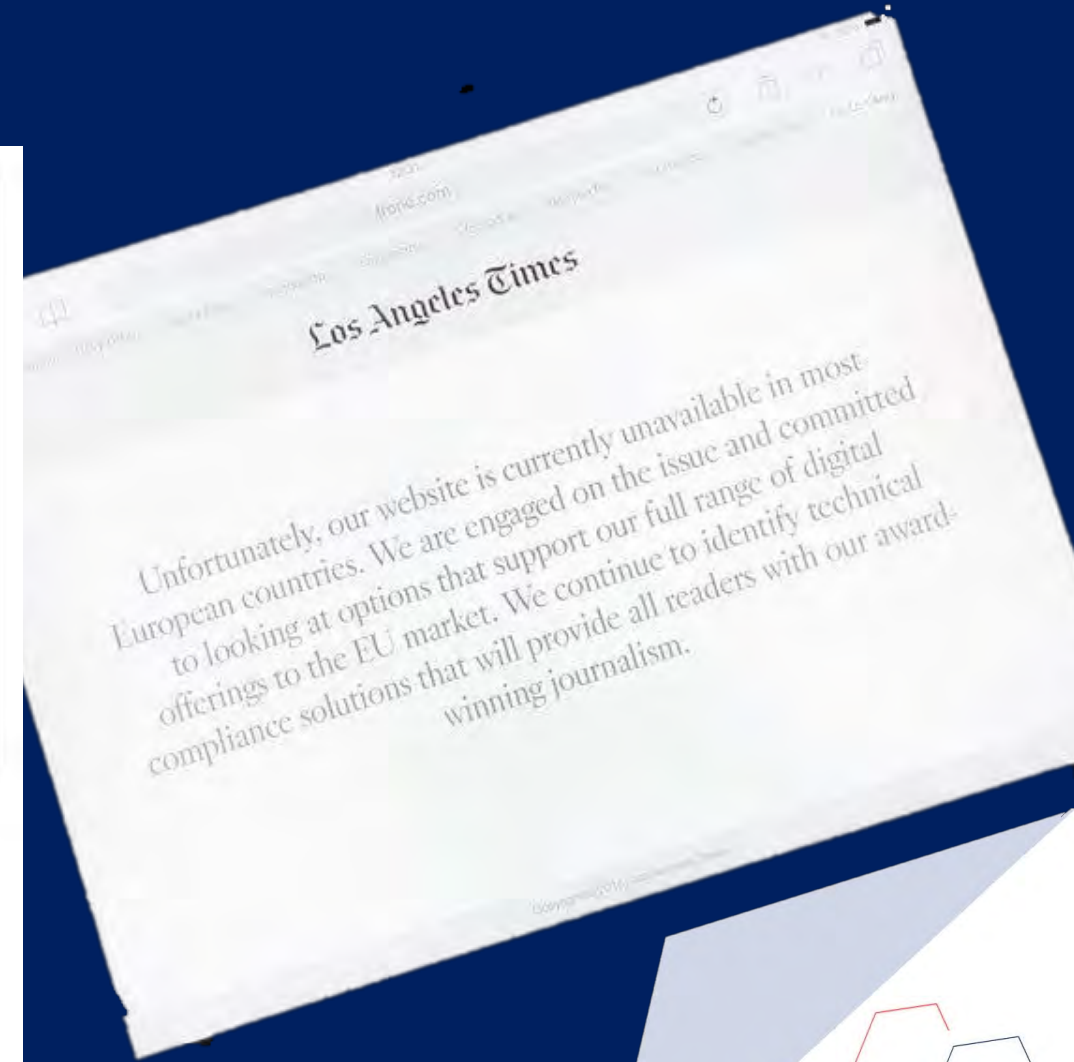 tronc.com
Los Angeles Times
Unfortunately, our website is currently unavailable in most
European countries. We are engaged on the issue and committed
to looking at options that support our full range of digital
offerings to the EU market. We continue to identify technical
compliance solutions that will provide all readers with our award-
winning journalism.